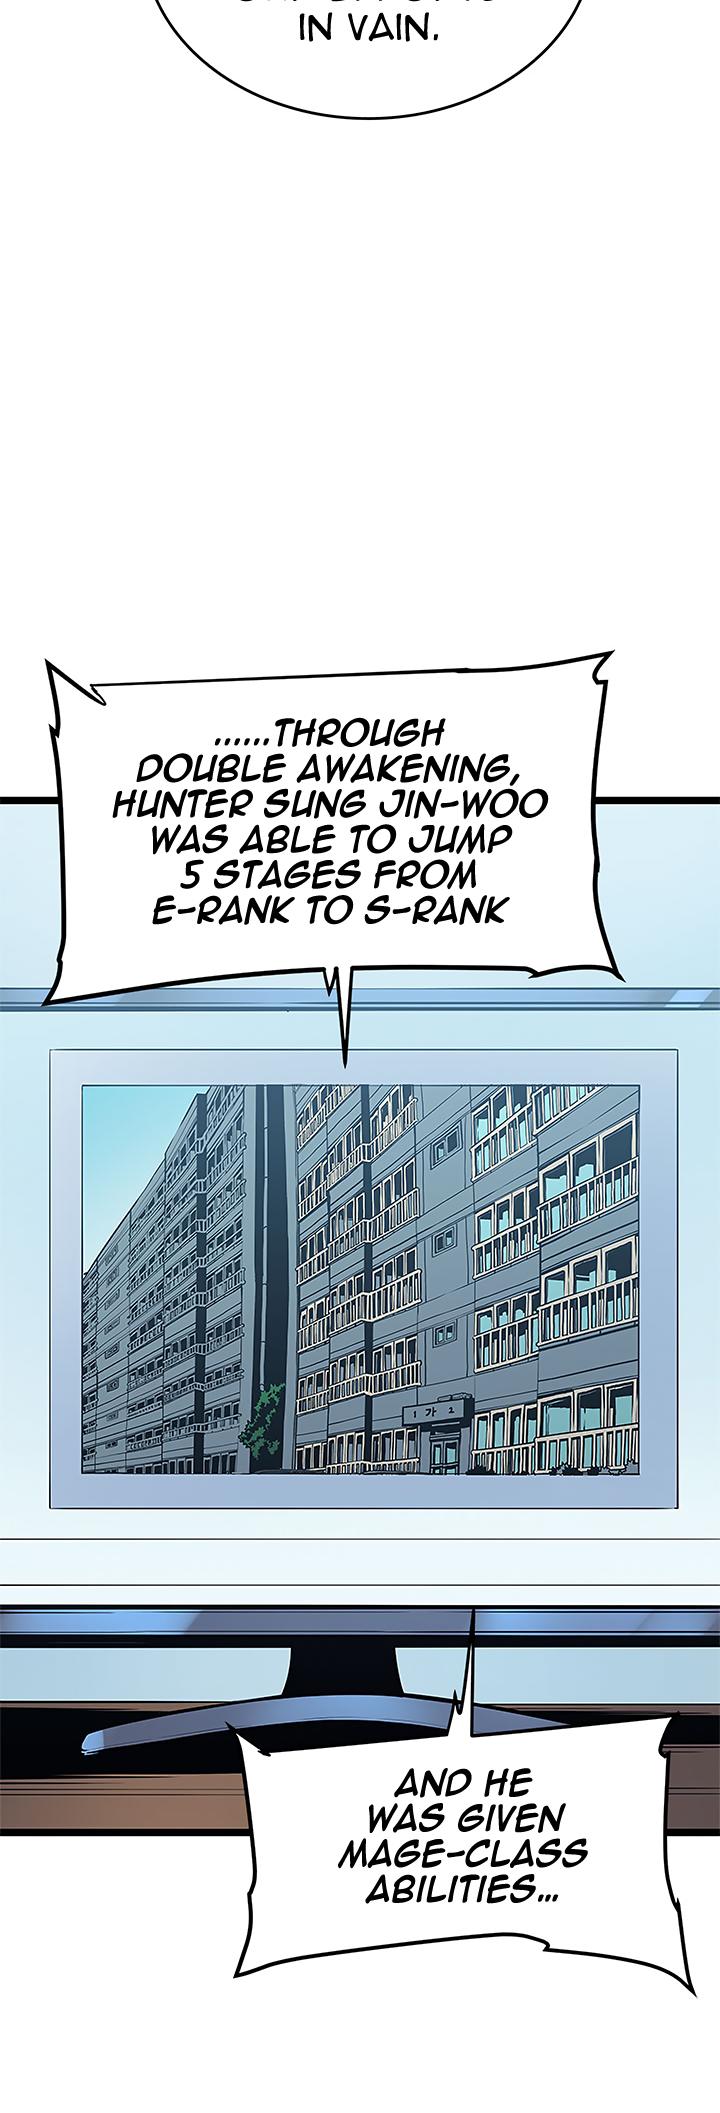 IN VAIN.
......THROUGH
DOUBLE AWAKENING,
HUNTER SUNG JIN-WOO
WAS ABLE TO JUMP
5 STAGES FROM
E-RANK TO S-RANK
1 가 2
AND HE
WAS GIVEN
MAGE-CLASS
ABILITIES...